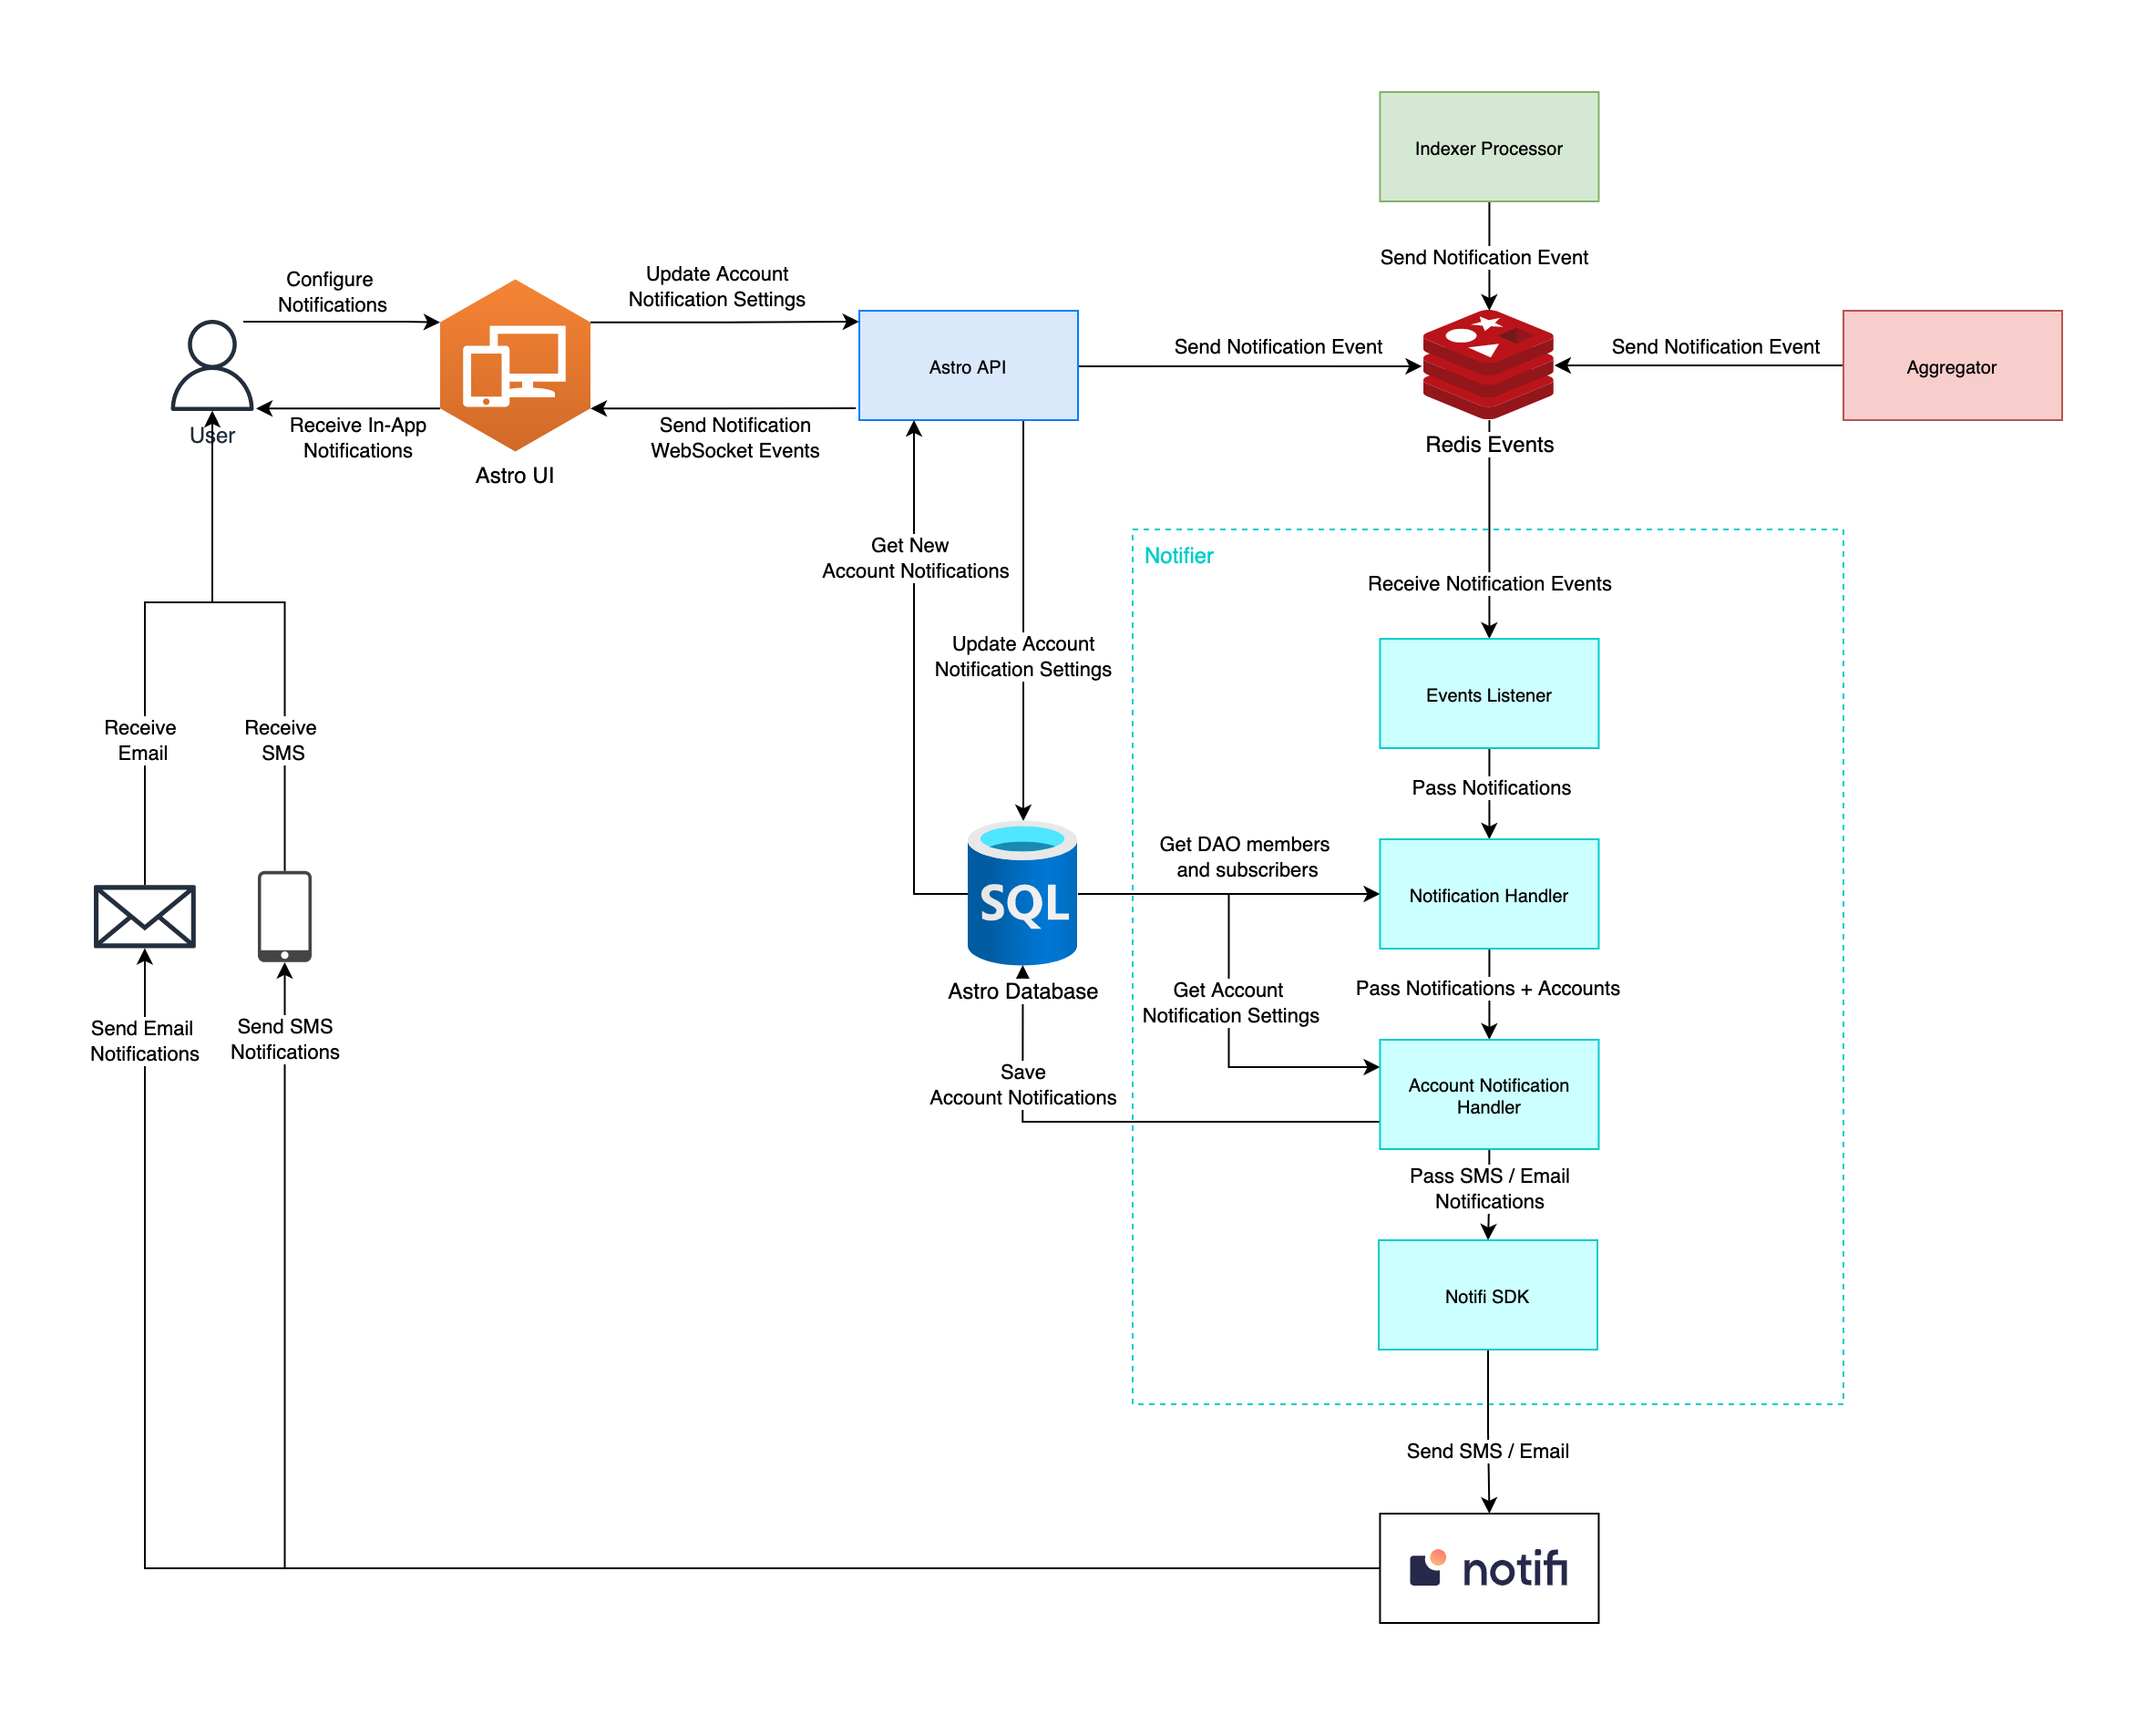 Indexer Processor
Send Notification Event
Configure
Notifications
Update Account
Notification Settings
Astro API
Send Notification Event
Send Notification Event
Aggregator
User
Receive In-App
Notifications
Send Notification
WebSocket Events
Redis Events
Astro UI
Get New
Account Notifications
Notifier
Receive Notification Events
Update Account
Notification Settings
Events Listener
Receive
Email
Receive
SMS
Pass Notifications
Get DAO members
and subscribers
SQL
Notification Handler
Astro Database
Get Account
Notification Settings
Pass Notifications + Accounts
Send Email
Notifications
Send SMS
Notifications
Save
Account Notifications
Account Notification
Handler
Pass SMS / Email
Notifications
Notifi SDK
Send SMS / Email
notifi